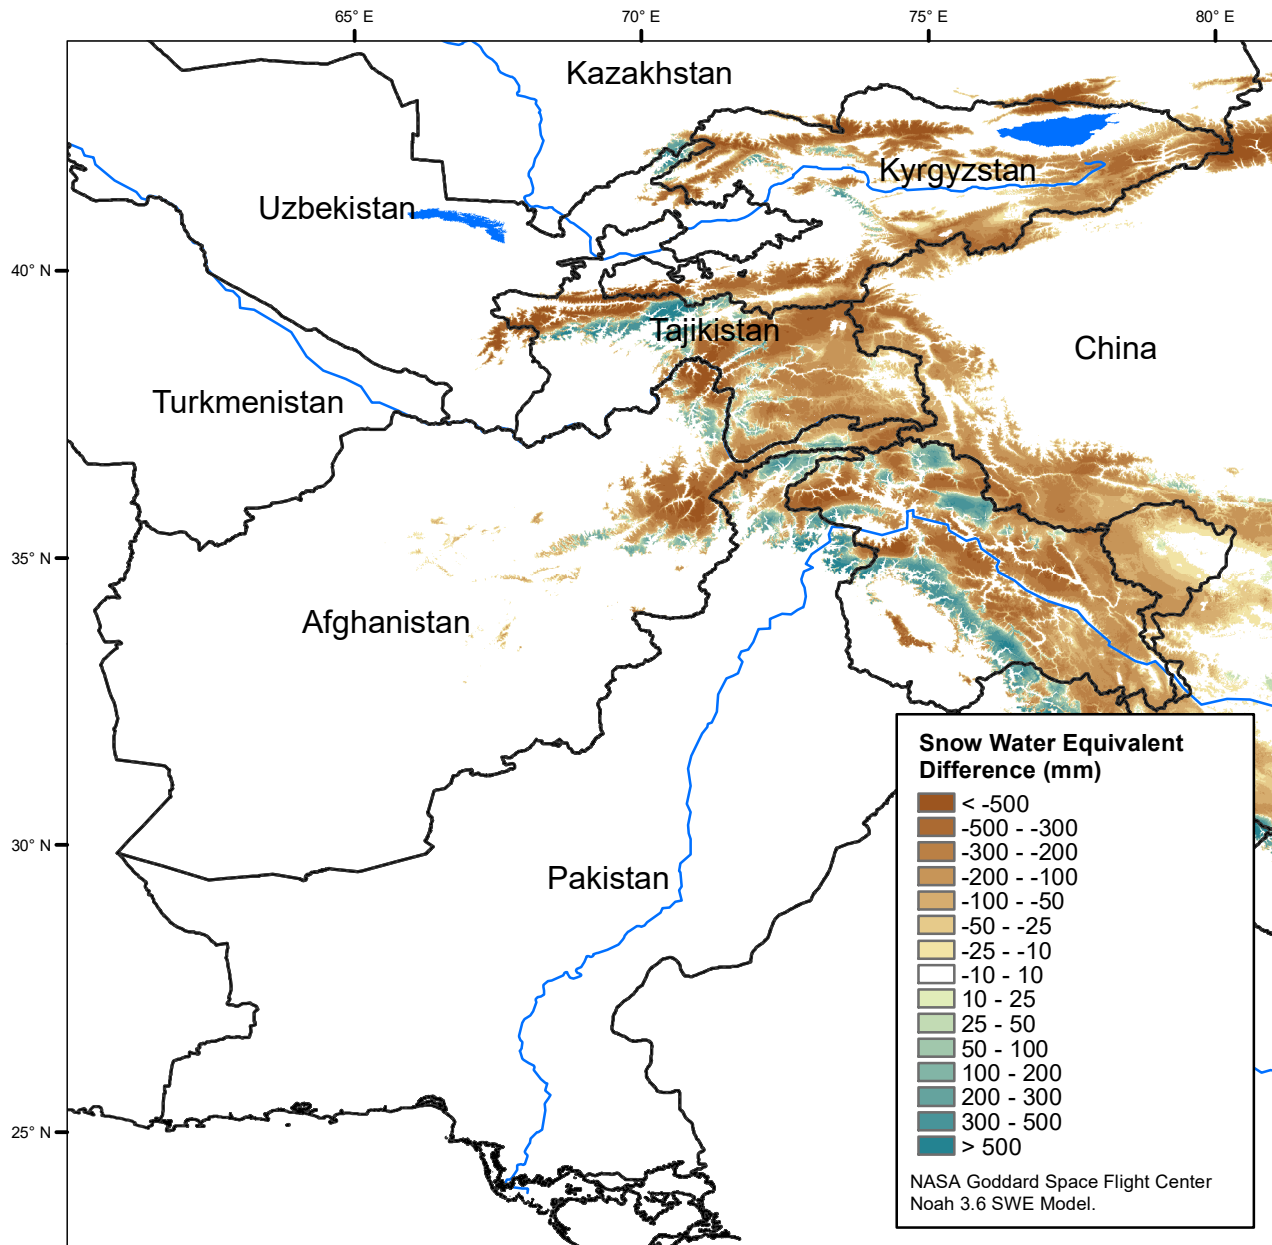 65° E
70° E
75° E
80° E
Kazakhstan
Kyrgyzstan
Uzbekistan
40° N
Tajikistan
China
Turkmenistan
35° N
Afghanistan
Snow Water Equivalent
Difference (mm)
< -500
-500 - -300
-300 - -200
-200 - -100
-100 - -50
-50 - -25
-25 - -10
-10 - 10
10 - 25
25 - 50
50 - 100
100 - 200
200 - 300
300 - 500
> 500
30° N
Pakistan
25° N
NASA Goddard Space Flight Center
Noah 3.6 SWE Model.